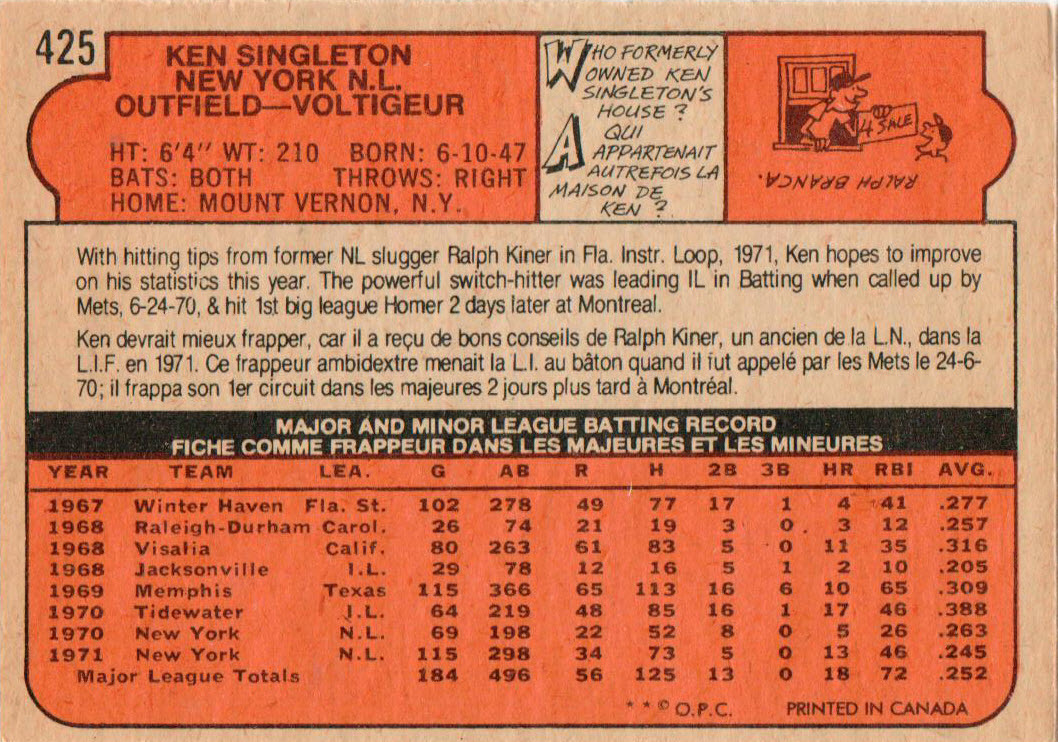 425
KEN SINGLETON
NEW YORK N.L.
OUTFIELD—VOLTIGEUR
HT: 6'4" WT: 210 BORN: 6-10-47
BATS: BOTH THROWS: RIGHT
HOME: MOUNT VERNON, N.Y.
WHO FORMERLY
OWNED KEN
SINGLETON'S
HOUSE ?
A QUI
APPARTENAIT
AUTREFOIS LA
MAISON DE
KEN ?
4 SALE
RALPH BRANCA.
With hitting tips from former NL slugger Ralph Kiner in Fla. Instr. Loop, 1971, Ken hopes to improve
on his statistics this year. The powerful switch-hitter was leading IL in Batting when called up by
Mets, 6-24-70, & hit 1st big league Homer 2 days later at Montreal.
Ken devrait mieux frapper, car il a reçu de bons conseils de Ralph Kiner, un ancien de la L.N., dans la
L.I.F. en 1971. Ce frappeur ambidextre menait la L.I. au bâton quand il fut appelé par les Mets le 24-6-
70; il frappa son 1er circuit dans les majeures 2 jours plus tard à Montréal.
MAJOR AND MINOR LEAGUE BATTING RECORD
FICHE COMME FRAPPEUR DANS LES MAJEURES ET LES MINEURES
YEAR TEAM LEA. G AB R H 2B 3B HR RBI AVG.
1967 Winter Haven Fla. St. 102 278 49 77 17 1 4 41 .277
1968 Raleigh-Durham Carol. 26 74 21 19 3 0 3 12 .257
1968 Visalia Calif. 80 263 61 83 5 0 11 35 .316
1968 Jacksonville I.L. 29 78 12 16 5 1 2 10 .205
1969 Memphis Texas 115 366 65 113 16 6 10 65 .309
1970 Tidewater I.L. 64 219 48 85 16 1 17 46 .388
1970 New York N.L. 69 198 22 52 8 0 5 26 .263
1971 New York N.L. 115 298 34 73 5 0 13 46 .245
Major League Totals 184 496 56 125 13 0 18 72 .252
* * © O.P.C. PRINTED IN CANADA